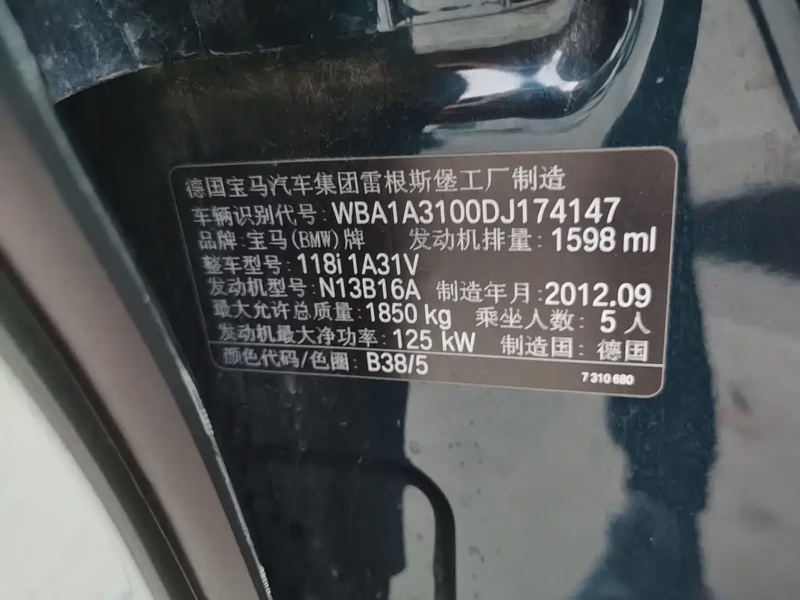 德国宝马汽车集团雷根斯堡工厂制造
车辆识别代号: WBA1A3100DJ174147
品牌: 宝马(BMW)牌 发动机排量: 1598 ml
整车型号: 118i 1A31V
发动机型号: N13B16A 制造年月: 2012.09
最大允许总质量: 1850 kg 乘坐人数: 5 人
发动机最大净功率: 125 kW 制造国: 德国
颜色代码/色圈: B38/5
7 310 680